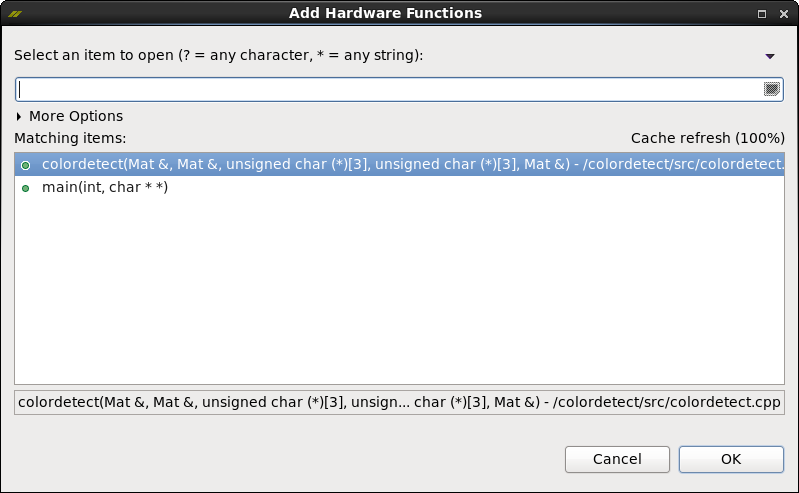 Add Hardware Functions
Select an item to open (? = any character, * = any string):
More Options
Matching items: Cache refresh (100%)
colordetect(Mat &, Mat &, unsigned char (*)[3], unsigned char (*)[3], Mat &) - /colordetect/src/colordetect.
main(int, char * *)
colordetect(Mat &, Mat &, unsigned char (*)[3], unsign... char (*)[3], Mat &) - /colordetect/src/colordetect.cpp
Cancel OK